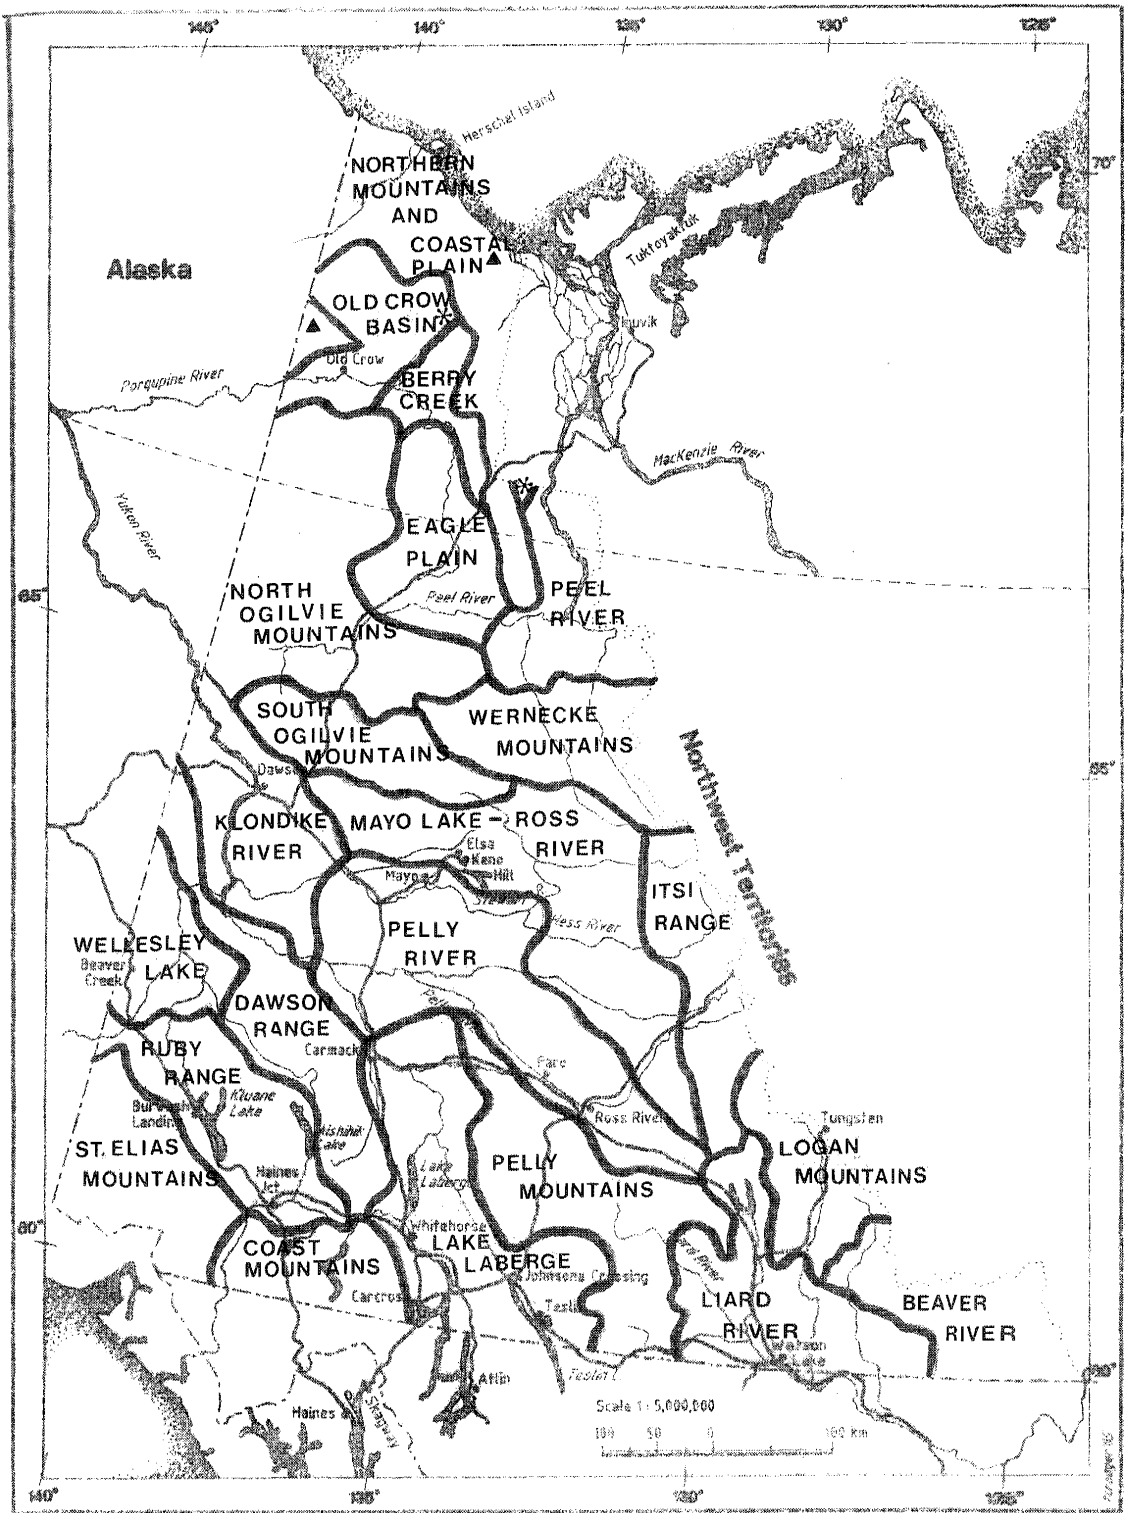 145° 140° 135° 130° 125°
Herschel Island
70°
NORTHERN
MOUNTAINS
AND
COASTAL
PLAIN
Tuktoyaktuk
Alaska
OLD CROW
BASIN
Inuvik
Old Crow
Porqupine River
BERRY
CREEK
MacKenzie River
Yukon River
EAGLE
PLAIN
65°
NORTH
OGILVIE
MOUNTAINS
Peel River
PEEL
RIVER
SOUTH
OGILVIE
MOUNTAINS
WERNECKE
MOUNTAINS
Northwest Territories
65°
KLONDIKE
RIVER
MAYO LAKE - ROSS
RIVER
Elsa
Keno
Hill
Mayo
Stewart
ITSI
RANGE
Hess River
PELLY
RIVER
WELLESLEY
LAKE
Beaver
Creek
DAWSON
RANGE
Carmack
RUBY
RANGE
Faro
Burwash
Landing
Kluane
Lake
Aishihik
Lake
Ross River
Tungsten
ST. ELIAS
MOUNTAINS
Haines
Jct
Lake
Laberge
PELLY
MOUNTAINS
LOGAN
MOUNTAINS
60°
Whitehorse
COAST
MOUNTAINS
LAKE
LABERGE
Johnsons Crossing
Carcross
Teslin
LIARD
RIVER
BEAVER
RIVER
Watson
Lake
Atlin
Teslin L.
Haines
Skagway
Scale 1 : 5,000,000
100 50 0 100 km
140° 135° 130° 125°